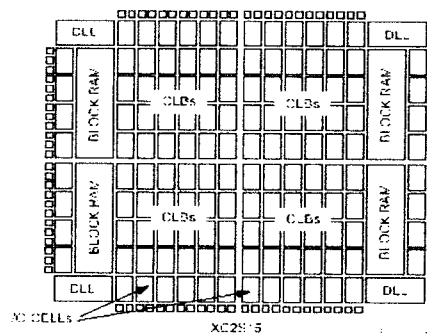 DLL DLL
BLOCK RAM CLBs CLBs BLOCK RAM
BLOCK RAM CLBs CLBs BLOCK RAM
DLL DLL
I/O CELLs
XC2S15